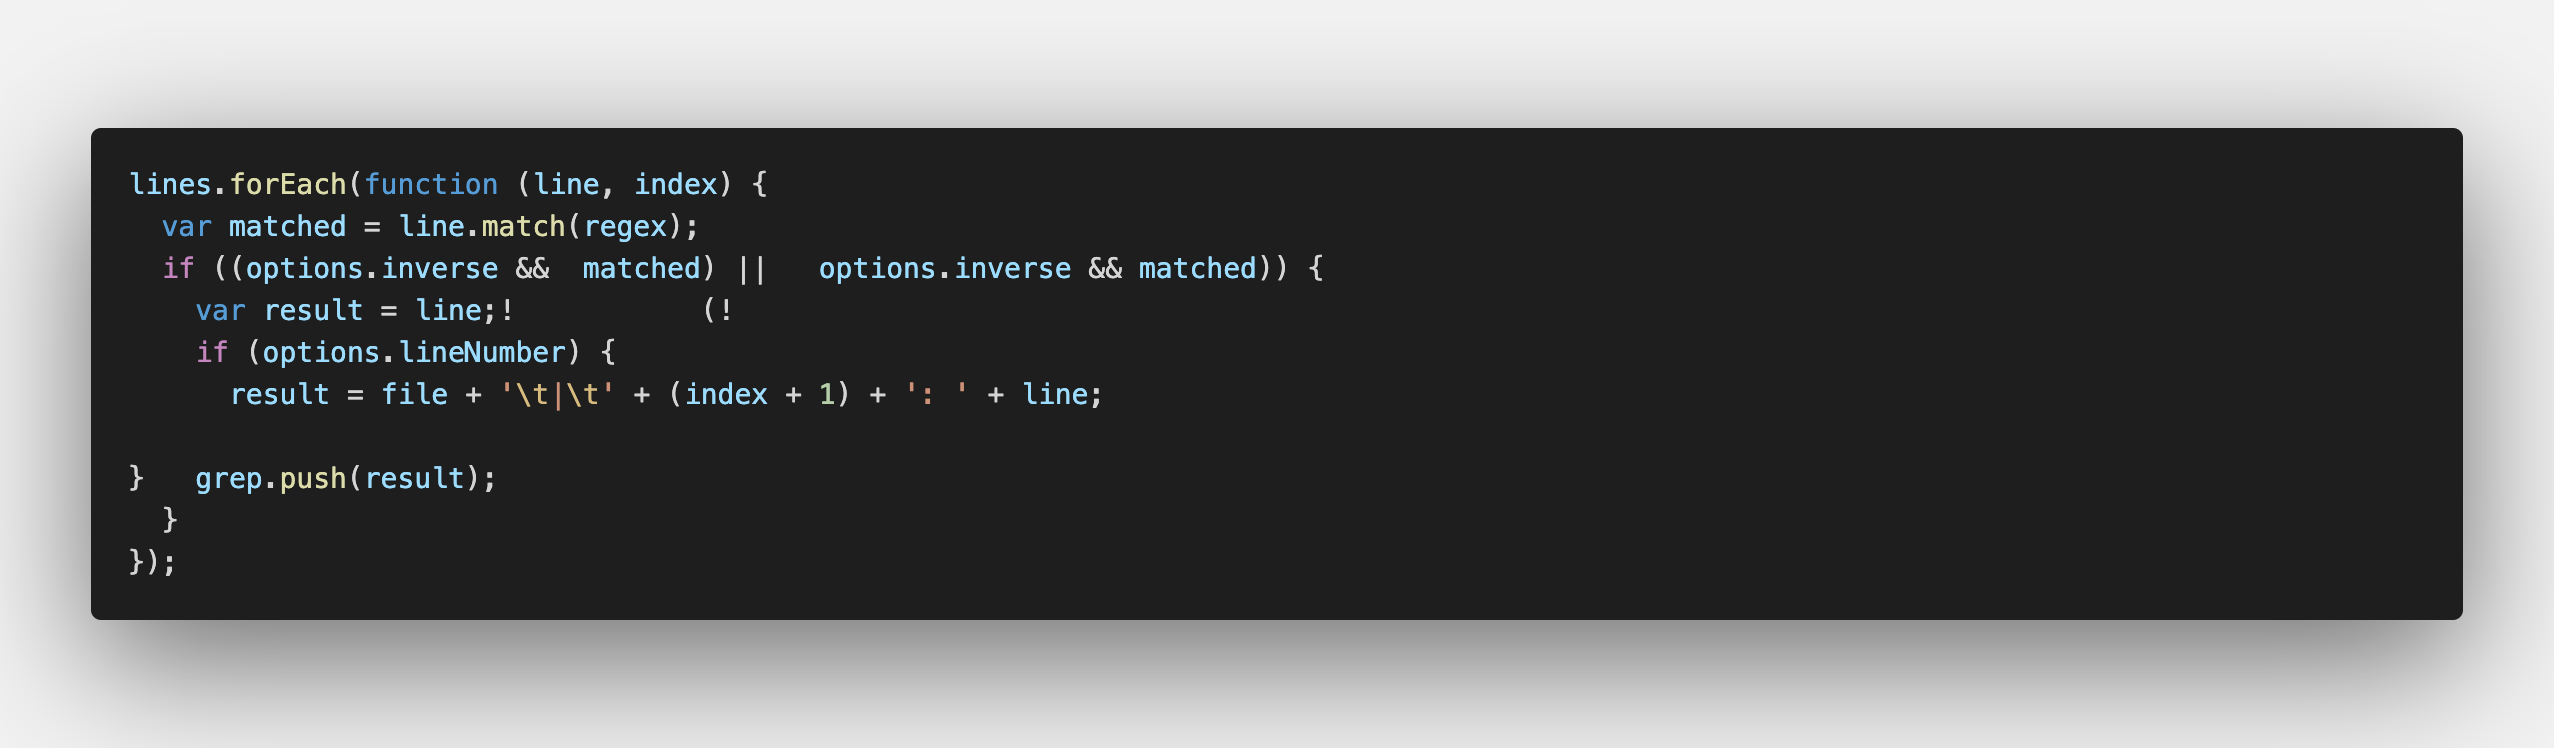 lines.forEach(function (line, index) {
  var matched = line.match(regex);
  if ((options.inverse &&  matched) ||   options.inverse && matched)) {
    var result = line;!           (!
    if (options.lineNumber) {
      result = file + '\t|\t' + (index + 1) + ': ' + line;

}   grep.push(result);
  }
});